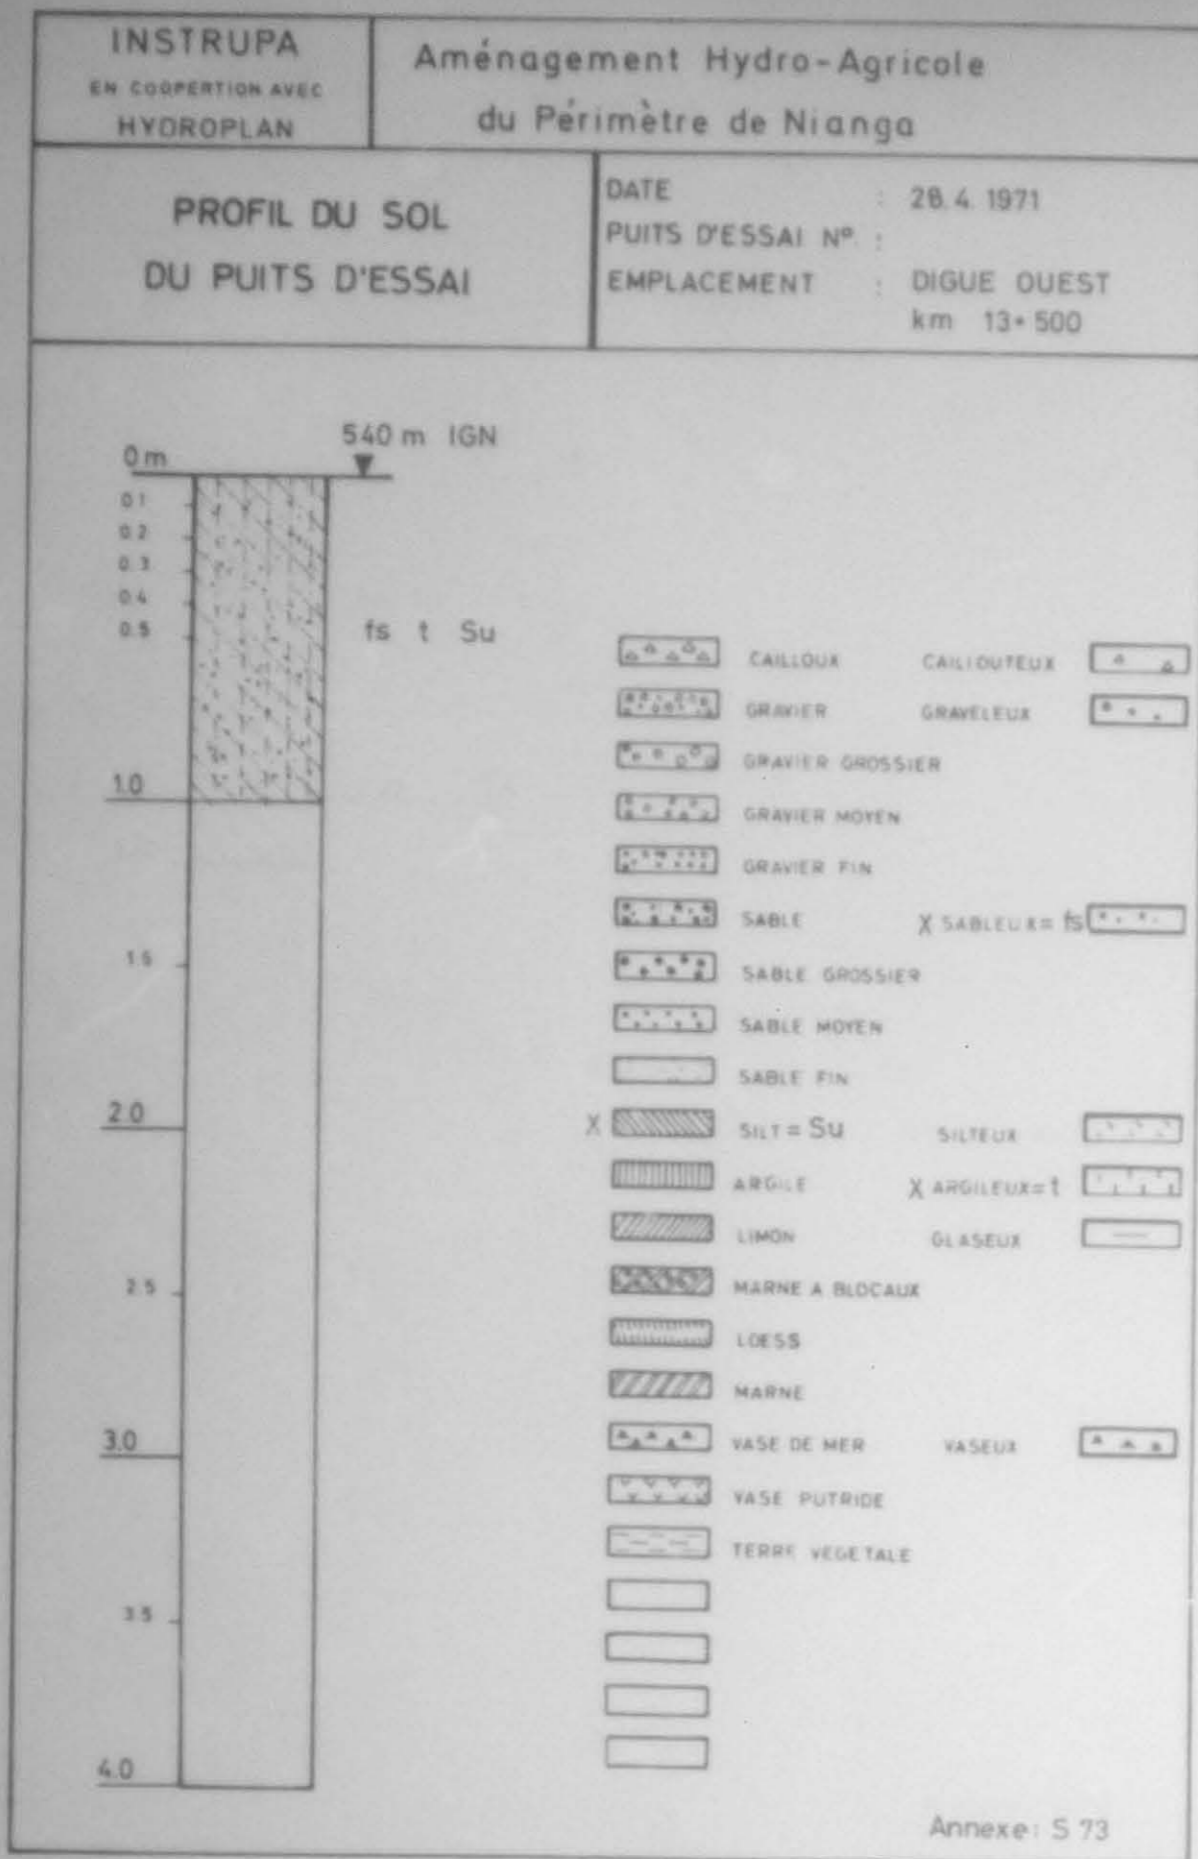 INSTRUPA
EN COOPERTION AVEC
HYDROPLAN
Aménagement Hydro-Agricole
du Périmètre de Nianga
PROFIL DU SOL
DU PUITS D'ESSAI
DATE : 28.4.1971
PUITS D'ESSAI Nº :
EMPLACEMENT : DIGUE OUEST
km 13+500
540 m IGN
0 m
0.1
0.2
0.3
0.4
0.5
fs t Su
1.0
1.5
2.0
2.5
3.0
3.5
4.0
CAILLOUX CAILLOUTEUX
GRAVIER GRAVELEUX
GRAVIER GROSSIER
GRAVIER MOYEN
GRAVIER FIN
SABLE X SABLEUX = fs
SABLE GROSSIER
SABLE MOYEN
SABLE FIN
X SILT = Su SILTEUX
ARGILE X ARGILEUX = t
LIMON GLASEUX
MARNE A BLOCAUX
LOESS
MARNE
VASE DE MER VASEUX
VASE PUTRIDE
TERRE VEGETALE
Annexe: S 73